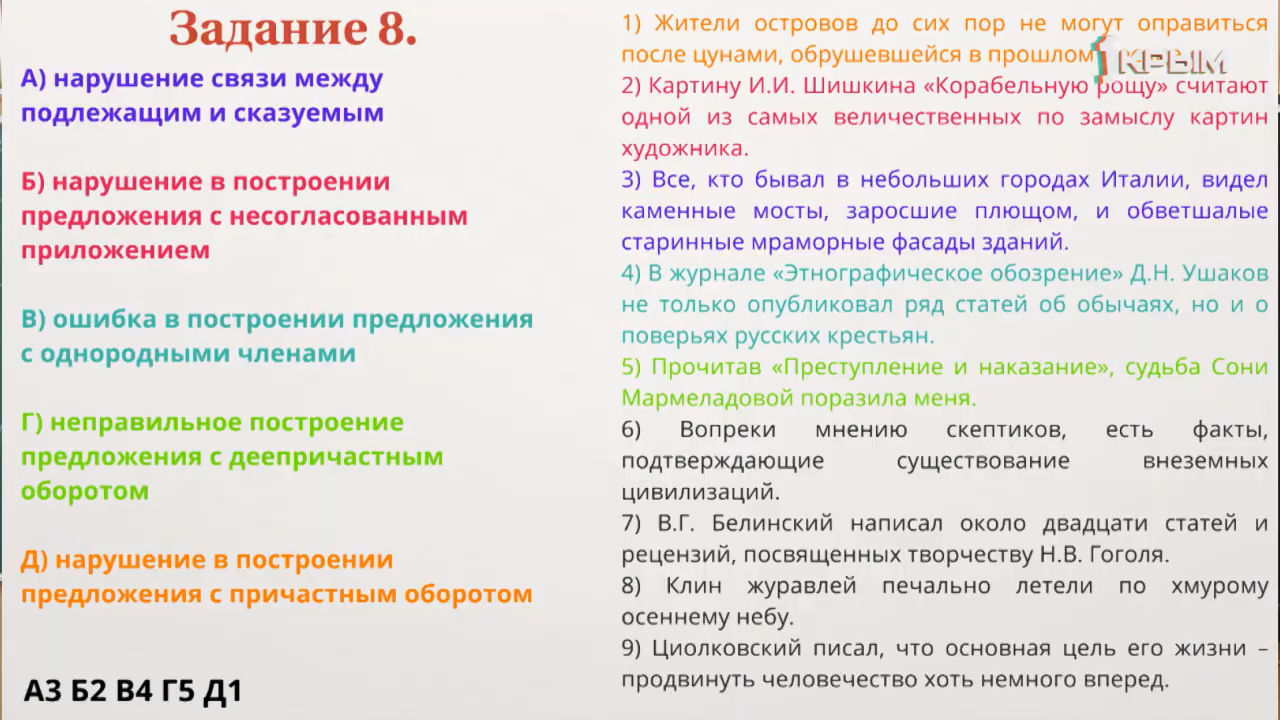 Задание 8.
А) нарушение связи между
подлежащим и сказуемым
Б) нарушение в построении
предложения с несогласованным
приложением
В) ошибка в построении предложения
с однородными членами
Г) неправильное построение
предложения с деепричастным
оборотом
Д) нарушение в построении
предложения с причастным оборотом
А3 Б2 В4 Г5 Д1
1) Жители островов до сих пор не могут оправиться
после цунами, обрушевшейся в прошлом
КРЫМ
2) Картину И.И. Шишкина «Корабельную рощу» считают
одной из самых величественных по замыслу картин
художника.
3) Все, кто бывал в небольших городах Италии, видел
каменные мосты, заросшие плющом, и обветшалые
старинные мраморные фасады зданий.
4) В журнале «Этнографическое обозрение» Д.Н. Ушаков
не только опубликовал ряд статей об обычаях, но и о
поверьях русских крестьян.
5) Прочитав «Преступление и наказание», судьба Сони
Мармеладовой поразила меня.
6) Вопреки мнению скептиков, есть факты,
подтверждающие существование внеземных
цивилизаций.
7) В.Г. Белинский написал около двадцати статей и
рецензий, посвященных творчеству Н.В. Гоголя.
8) Клин журавлей печально летели по хмурому
осеннему небу.
9) Циолковский писал, что основная цель его жизни –
продвинуть человечество хоть немного вперед.